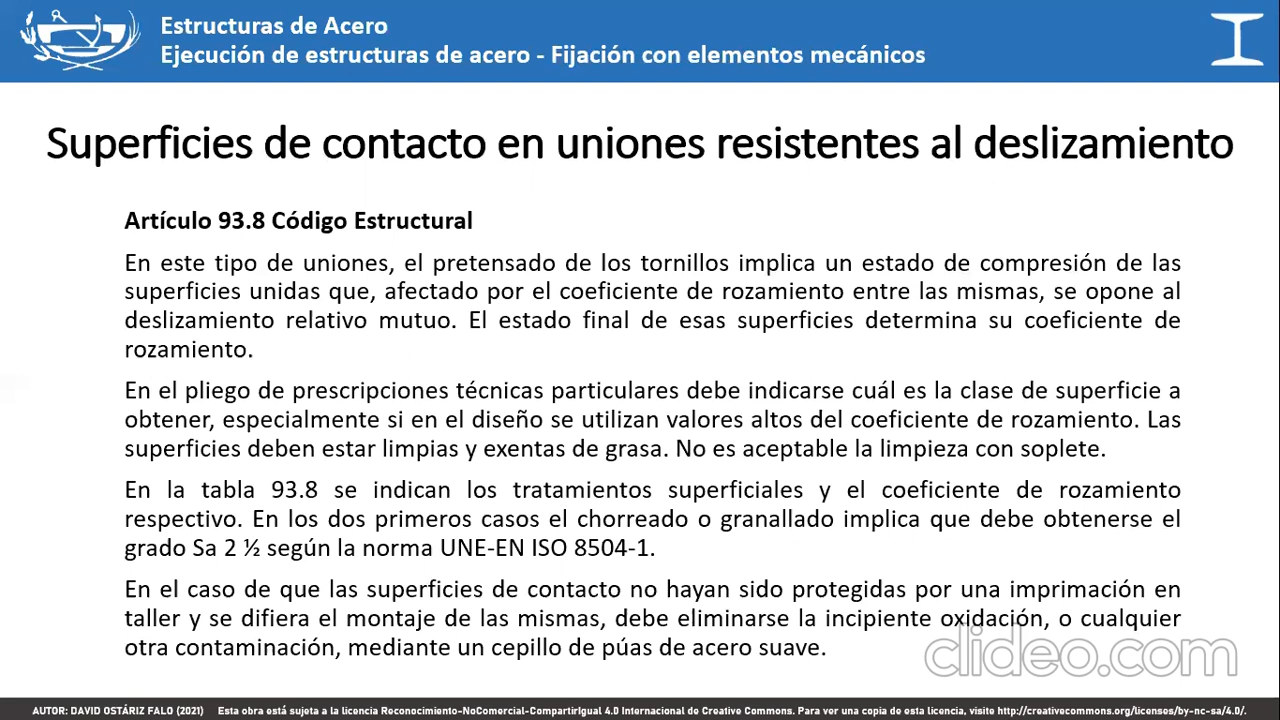 Estructuras de Acero
Ejecución de estructuras de acero - Fijación con elementos mecánicos
Superficies de contacto en uniones resistentes al deslizamiento
Artículo 93.8 Código Estructural
En este tipo de uniones, el pretensado de los tornillos implica un estado de compresión de las
superficies unidas que, afectado por el coeficiente de rozamiento entre las mismas, se opone al
deslizamiento relativo mutuo. El estado final de esas superficies determina su coeficiente de
rozamiento.
En el pliego de prescripciones técnicas particulares debe indicarse cuál es la clase de superficie a
obtener, especialmente si en el diseño se utilizan valores altos del coeficiente de rozamiento. Las
superficies deben estar limpias y exentas de grasa. No es aceptable la limpieza con soplete.
En la tabla 93.8 se indican los tratamientos superficiales y el coeficiente de rozamiento
respectivo. En los dos primeros casos el chorreado o granallado implica que debe obtenerse el
grado Sa 2 ½ según la norma UNE-EN ISO 8504-1.
En el caso de que las superficies de contacto no hayan sido protegidas por una imprimación en
taller y se difiera el montaje de las mismas, debe eliminarse la incipiente oxidación, o cualquier
otra contaminación, mediante un cepillo de púas de acero suave.
clideo.com
AUTOR: DAVID OSTÁRIZ FALO (2021) Esta obra está sujeta a la licencia Reconocimiento-NoComercial-CompartirIgual 4.0 Internacional de Creative Commons. Para ver una copia de esta licencia, visite http://creativecommons.org/licenses/by-nc-sa/4.0/.